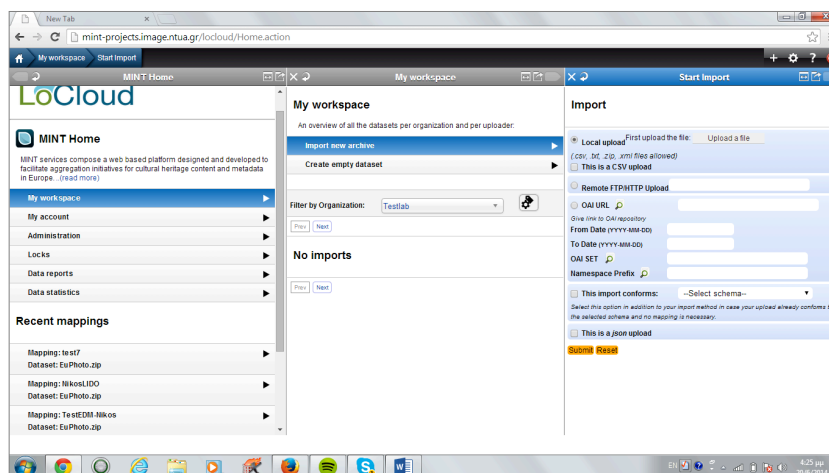 New Tab
mint-projects.image.ntua.gr/locloud/Home.action
My workspace
Start Import
MINT Home
LoCloud
MINT Home
MINT services compose a web based platform designed and developed to
facilitate aggregation initiatives for cultural heritage content and metadata
in Europe...(read more)
My workspace
My account
Administration
Locks
Data reports
Data statistics
Recent mappings
Mapping: test7
Dataset: EuPhoto.zip
Mapping: NikosLIDO
Dataset: EuPhoto.zip
Mapping: TestEDM-Nikos
Dataset: EuPhoto.zip
My workspace
My workspace
An overview of all the datasets per organization and per uploader:
Import new archive
Create empty dataset
Filter by Organization: Testlab
Prev Next
No imports
Prev Next
Start Import
Import
Local upload First upload the file: Upload a file
(.csv, .txt, .zip, .xml files allowed)
This is a CSV upload
Remote FTP/HTTP Upload
OAI URL
Give link to OAI repository
From Date (YYYY-MM-DD)
To Date (YYYY-MM-DD)
OAI SET
Namespace Prefix
This import conforms: --Select schema--
Select this option in addition to your import method in case your upload already conforms t
the selected schema and no mapping is necessary.
This is a json upload
Submit Reset
EN
4:25 μμ